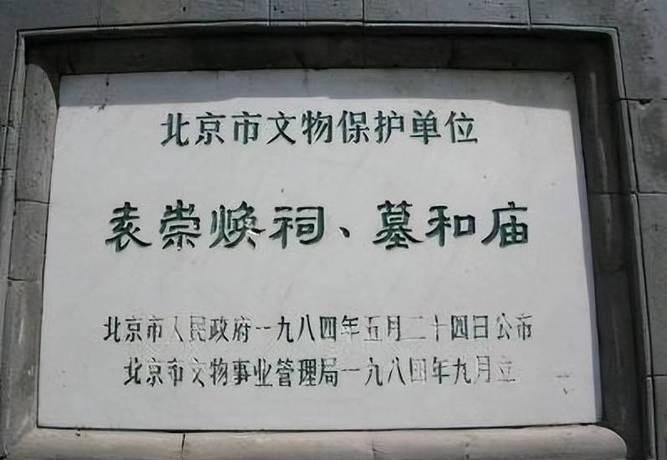 北京市文物保护单位
袁崇焕祠、墓和庙
北京市人民政府一九八四年五月二十四日公布
北京市文物事业管理局一九八四年九月立